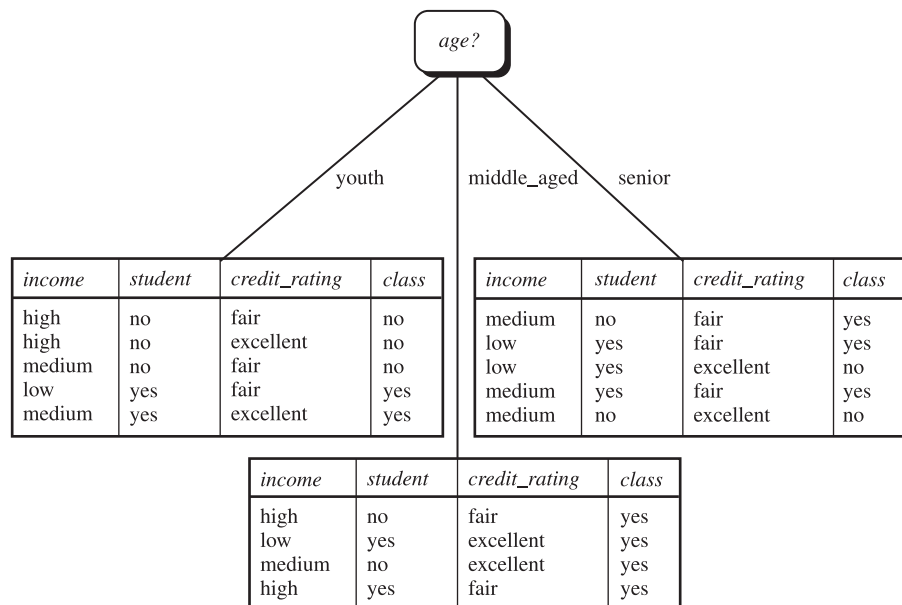 age?
youth
middle_aged
senior
income student credit_rating class
high no fair no
high no excellent no
medium no fair no
low yes fair yes
medium yes excellent yes
income student credit_rating class
medium no fair yes
low yes fair yes
low yes excellent no
medium yes fair yes
medium no excellent no
income student credit_rating class
high no fair yes
low yes excellent yes
medium no excellent yes
high yes fair yes